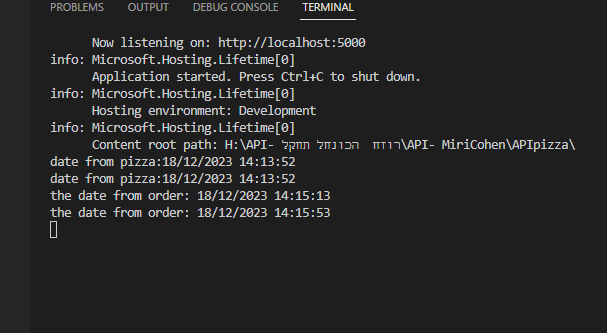 PROBLEMS OUTPUT DEBUG CONSOLE TERMINAL
Now listening on: http://localhost:5000
info: Microsoft.Hosting.Lifetime[0]
Application started. Press Ctrl+C to shut down.
info: Microsoft.Hosting.Lifetime[0]
Hosting environment: Development
info: Microsoft.Hosting.Lifetime[0]
Content root path: H:\API- חזור  הכונחל תחקל\API- MiriCohen\APIpizza\
date from pizza:18/12/2023 14:13:52
date from pizza:18/12/2023 14:13:52
the date from order: 18/12/2023 14:15:13
the date from order: 18/12/2023 14:15:53